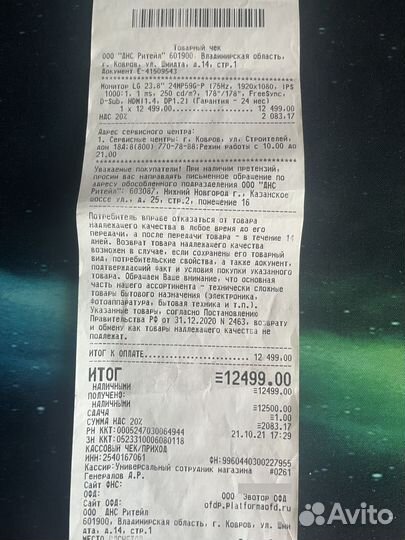 Товарный чек
ООО "ДНС Ритейл" 601900, Владимирская область,
г. Ковров, ул. Шмидта, д.14, стр.1
Документ E-41509543
Монитор LG 23.8" 24MP59G-P (75Hz, 1920x1080, IPS
1000:1, 1 ms, 250 cd/m², 178°/178°, FreeSync,
D-Sub, HDMI(1.4), DP1.2) (Гарантия - 24 мес)
1 x 12 499.00 12 499.00
НДС 20% 2 083.17
Адрес сервисного центра:
1. Сервисные центры: г. Ковров, ул. Строителей,
дом 18А:8(800) 770-78-88:Режим работы с 10.00 до
21.00
Уважаемые покупатели! При наличии претензий,
просим вас направлять письменное обращение по
адресу обособленного подразделения ООО "ДНС
Ритейл": 603087, Нижний Новгород г., Казанское
шоссе ул., д. 25, стр.2, помещение 16
Потребитель вправе отказаться от товара
надлежащего качества в любое время до его
передачи, а после передачи товара - в течение 14
дней. Возврат товара надлежащего качества
возможен в случае, если сохранены его товарный
вид, потребительские свойства, а также документ,
подтверждающий факт и условия покупки указанного
товара. Обращаем Ваше внимание, что основная
часть нашего ассортимента - технически сложные
товары бытового назначения (электроника,
фотоаппаратура, бытовая техника и т.п.).
Указанные товары, согласно Постановлению
Правительства РФ от 31.12.2020 N 2463, возврату
и обмену как товары надлежащего качества не
подлежат.
ИТОГ К ОПЛАТЕ 12 499.00
ИТОГ ≡12499.00
НАЛИЧНЫМИ ≡12499.00
ПОЛУЧЕНО:
НАЛИЧНЫМИ ≡12500.00
СДАЧА ≡1.00
СУММА НДС 20% ≡2083.17
РН ККТ:0005247030064944 21.10.21 17:29
ЗН ККТ:0523310006080118
КАССОВЫЙ ЧЕК/ПРИХОД
ИНН:2540167061 ФН:9960440300227955
Кассир:Универсальный сотрудник магазина #0261
Генералов А.Р.
Сайт ФНС:
ОФД: ООО "Эвотор ОФД
Сайт ОФД: ofdP.Platformaofd.ru
ООО "ДНС Ритейл"
601900, Владимирская область, г. Ковров, ул. Шми
дта, д.14, стр.1
Avito